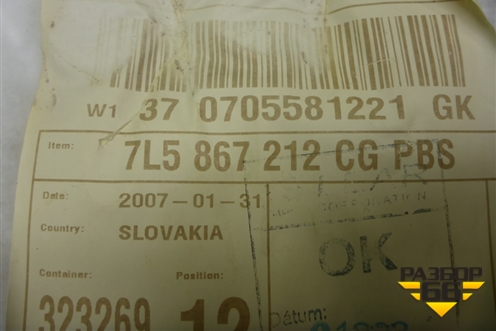 W1 37 0705581221 GK
Item: 7L5 867 212 CG PBS
Date: 2007-01-31
Country: SLOVAKIA
OK
Container: Position:
323269 12
Dátum:
РАЗБОР
68